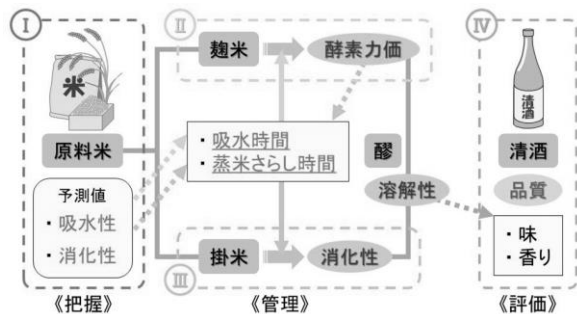 I
米
原料米
予測値
・吸水性
・消化性
《把握》
II
麹米
酵素力価
・吸水時間
・蒸米さらし時間
醪
溶解性
III
掛米
消化性
《管理》
IV
清酒
清酒
品質
・味
・香り
《評価》